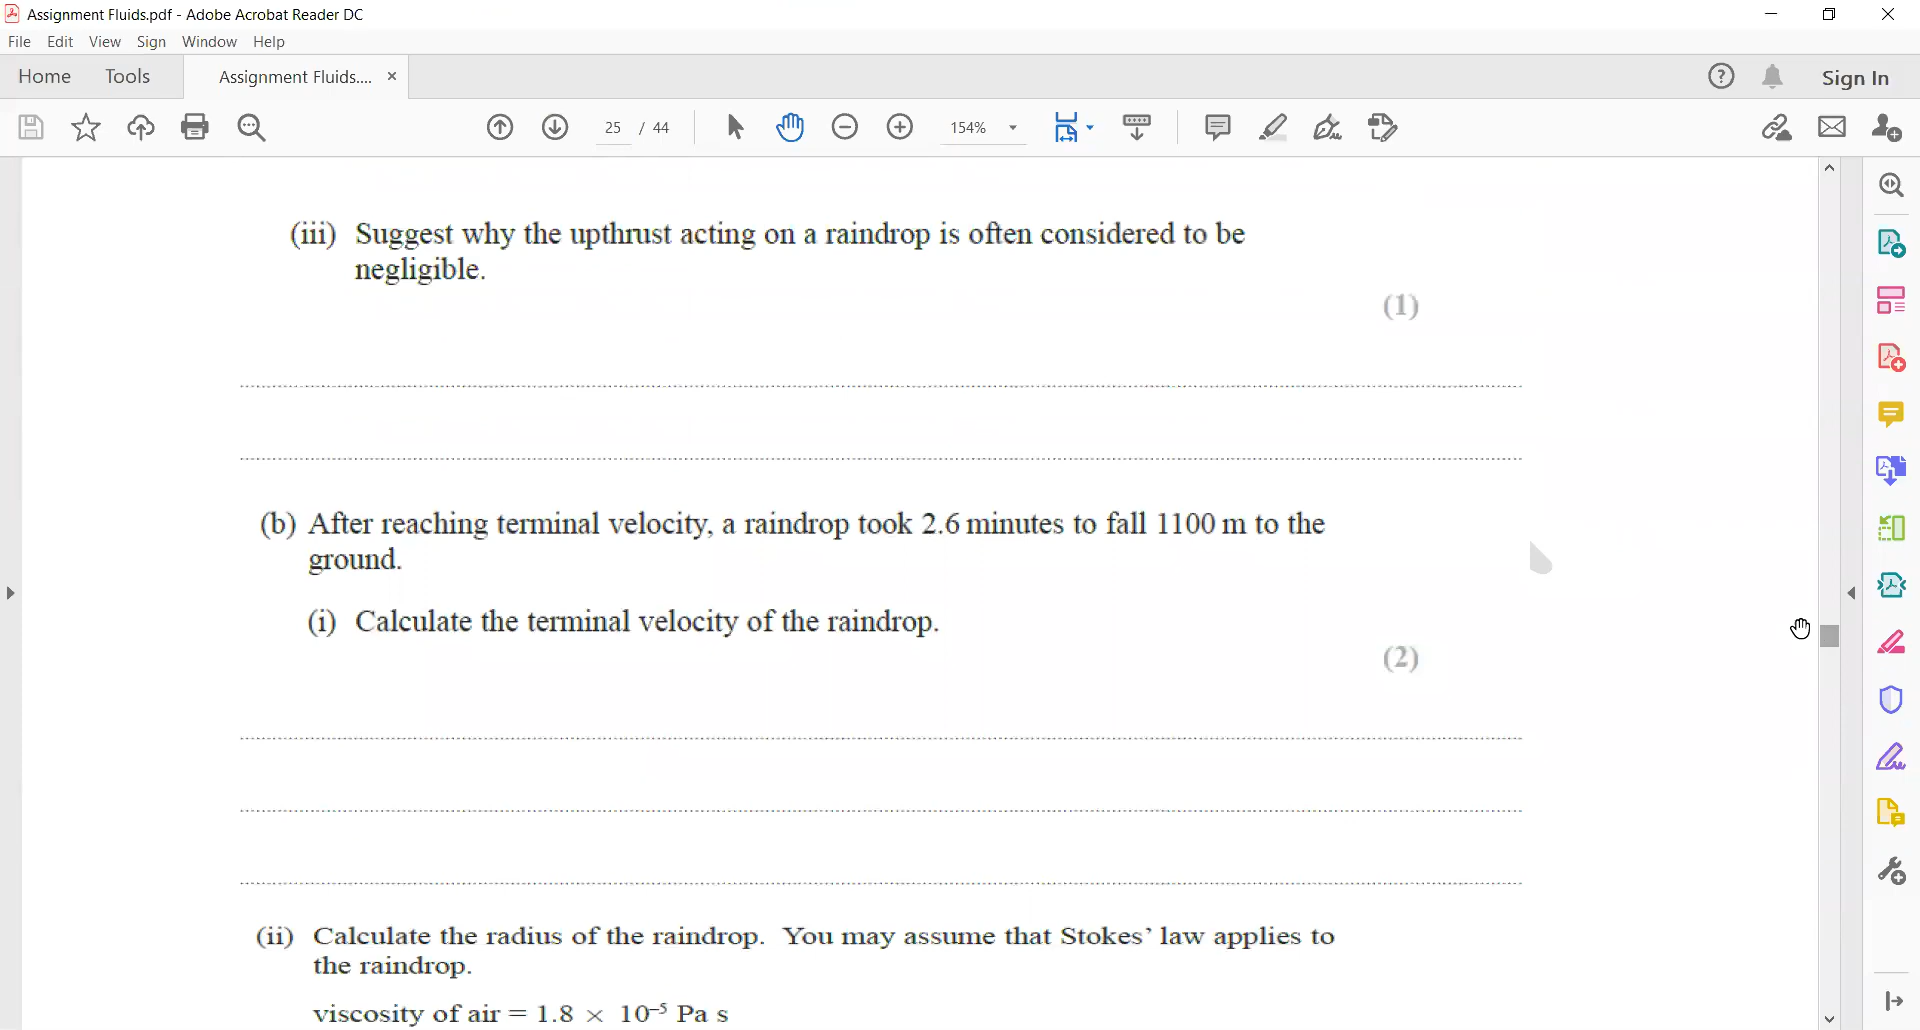 Assignment Fluids.pdf - Adobe Acrobat Reader DC
File Edit View Sign Window Help
Home Tools Assignment Fluids.... × Sign In
25 / 44 154%
(iii) Suggest why the upthrust acting on a raindrop is often considered to be
negligible.
(1)
(b) After reaching terminal velocity, a raindrop took 2.6 minutes to fall 1100 m to the
ground.
(i) Calculate the terminal velocity of the raindrop.
(2)
(ii) Calculate the radius of the raindrop. You may assume that Stokes’ law applies to
the raindrop.
viscosity of air = 1.8 × 10⁻⁵ Pa s